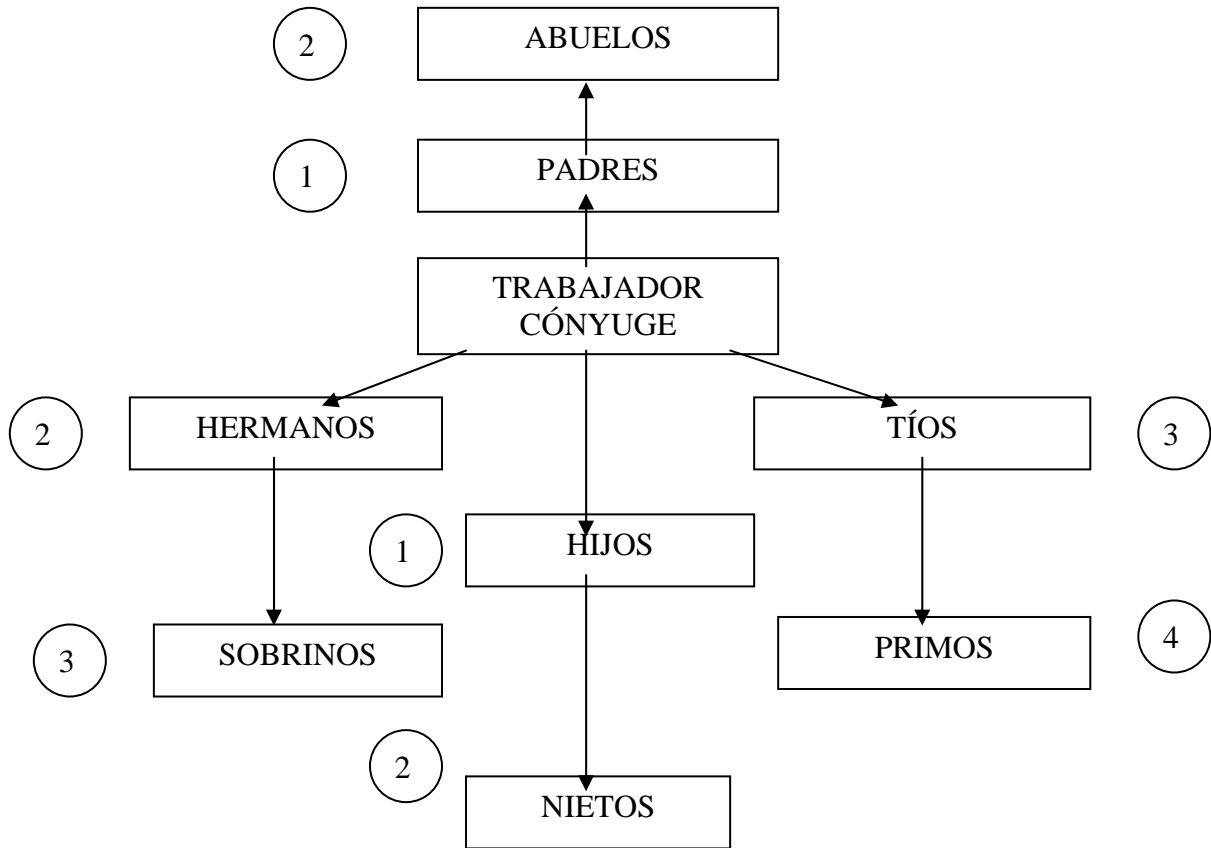 2
ABUELOS
1
PADRES
TRABAJADOR
CÓNYUGE
2
HERMANOS
TÍOS
3
1
HIJOS
3
SOBRINOS
PRIMOS
4
2
NIETOS